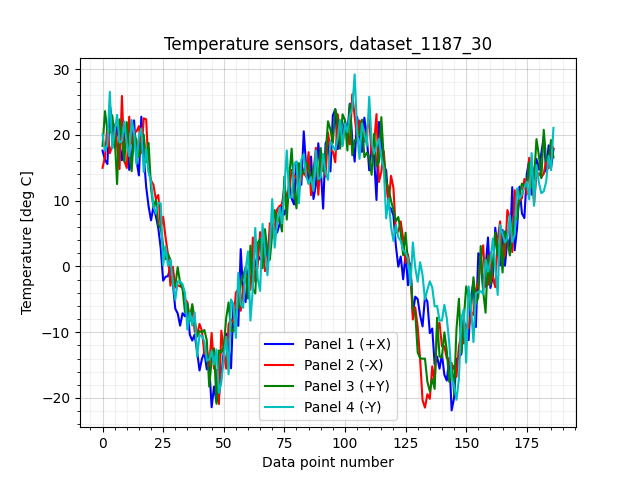 Temperature sensors, dataset_1187_30
Temperature [deg C]
30
20
10
0
−10
−20
Panel 1 (+X)
Panel 2 (-X)
Panel 3 (+Y)
Panel 4 (-Y)
0 25 50 75 100 125 150 175
Data point number